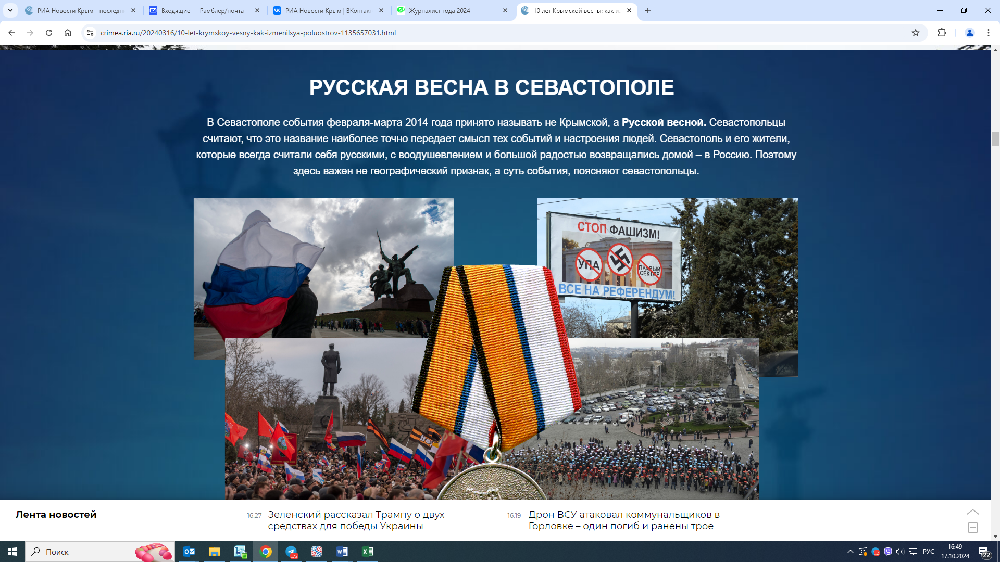 РИА Новости Крым - последн
Входящие — Рамблер/почта
РИА Новости Крым | ВКонтакт
Журналист года 2024
10 лет Крымской весны: как из
crimea.ria.ru/20240316/10-let-krymskoy-vesny-kak-izmenilsya-poluostrov-1135657031.html
РУССКАЯ ВЕСНА В СЕВАСТОПОЛЕ
В Севастополе события февраля-марта 2014 года принято называть не Крымской, а Русской весной. Севастопольцы
считают, что это название наиболее точно передает смысл тех событий и настроения людей. Севастополь и его жители,
которые всегда считали себя русскими, с воодушевлением и большой радостью возвращались домой – в Россию. Поэтому
здесь важен не географический признак, а суть события, поясняют севастопольцы.
СТОП ФАШИЗМ!
УПА
ПРАВЫЙ
СЕКТОР
ВСЕ НА РЕФЕРЕНДУМ!
Лента новостей
16:27 Зеленский рассказал Трампу о двух
средствах для победы Украины
16:19 Дрон ВСУ атаковал коммунальщиков в
Горловке – один погиб и ранены трое
Поиск
РУС
16:49
17.10.2024
22